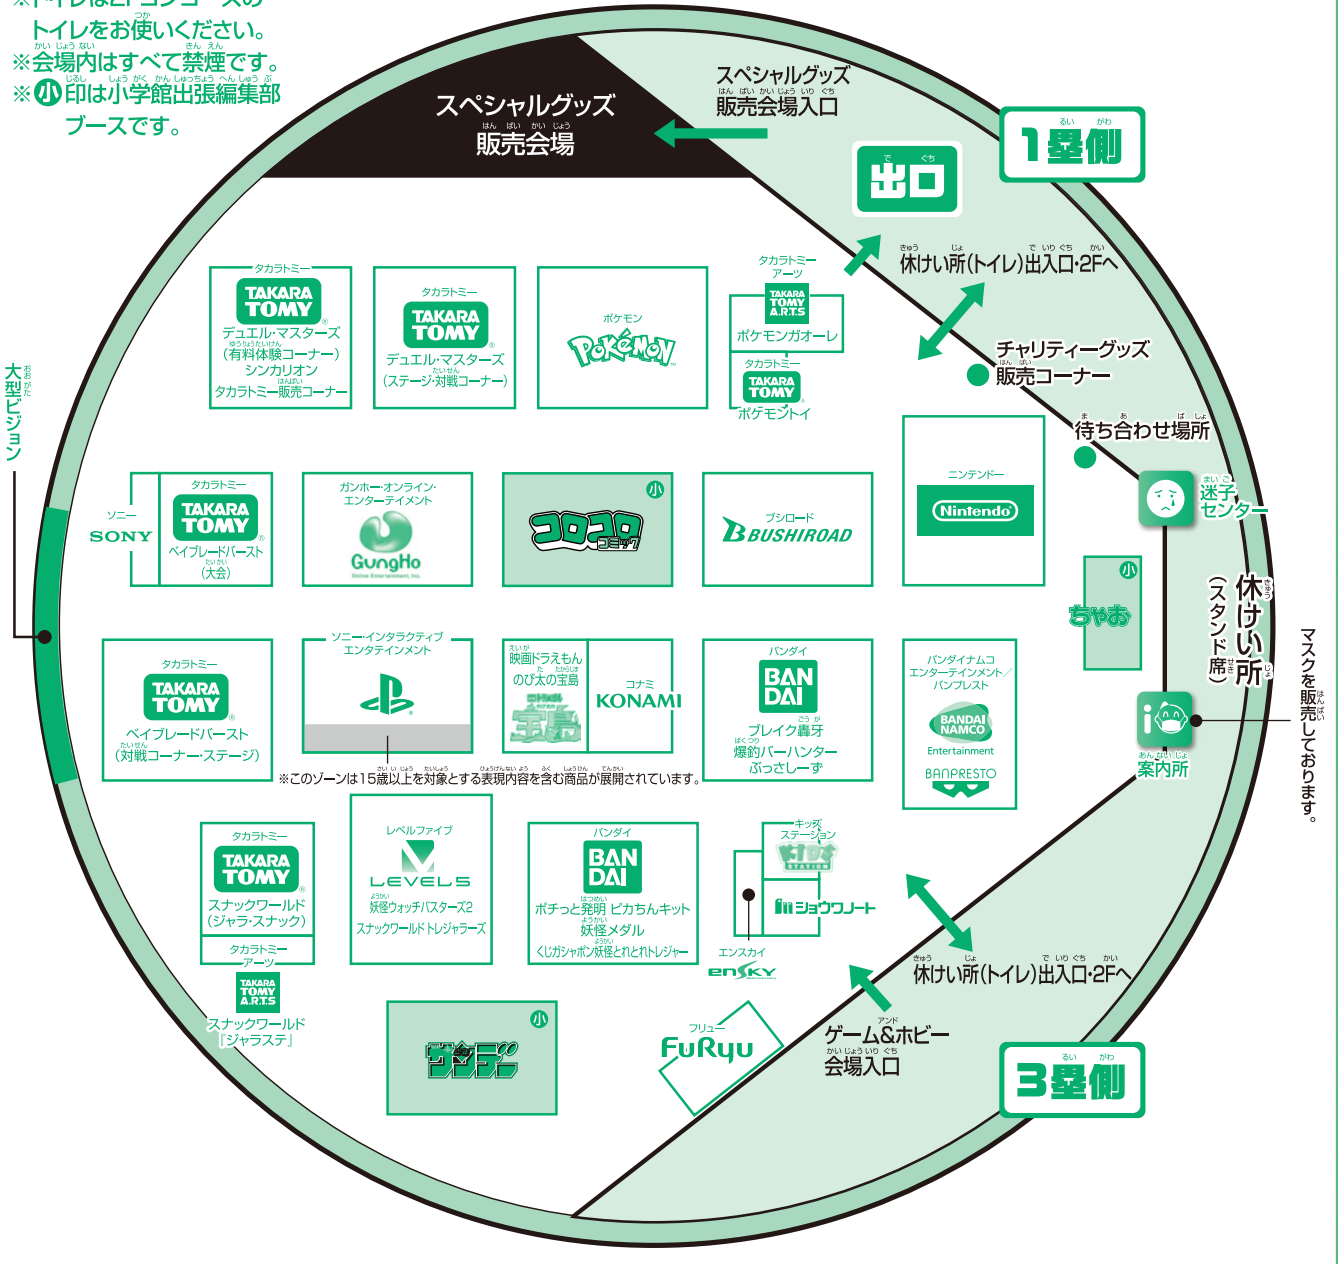 トイレをお使いください。
※会場内はすべて禁煙です。
※小印は小学館出張編集部
ブースです。
スペシャルグッズ
販売会場
スペシャルグッズ
販売会場入口
1塁側
出口
休けい所(トイレ)出入口・2Fへ
チャリティーグッズ
販売コーナー
待ち合わせ場所
迷子
センター
大型ビジョン
タカラトミー
TAKARA
TOMY
デュエル・マスターズ
(有料体験コーナー)
シンカリオン
タカラトミー販売コーナー
タカラトミー
TAKARA
TOMY
デュエル・マスターズ
(ステージ・対戦コーナー)
ポケモン
POKéMON
タカラトミー
アーツ
TAKARA
TOMY
A.R.T.S
ポケモンガオーレ
タカラトミー
TAKARA
TOMY
ポケモントイ
ソニー
SONY
タカラトミー
TAKARA
TOMY
ベイブレードバースト
(大会)
ガンホー・オンライン・
エンターテイメント
GungHo
Online Entertainment, Inc.
小
コロコロ
コミック
ブシロード
BUSHIROAD
ニンテンドー
Nintendo
小
ちゃお
休けい所
(スタンド席)
マスクを販売しております。
タカラトミー
TAKARA
TOMY
ベイブレードバースト
(対戦コーナー・ステージ)
ソニー・インタラクティブ
エンタテインメント
映画ドラえもん
のび太の宝島
宝島
コナミ
KONAMI
バンダイ
BAN
DAI
ブレイク轟牙
爆釣バーハンター
ぶっさしーず
バンダイナムコ
エンターテインメント/
バンプレスト
BANDAI
NAMCO
Entertainment
BANPRESTO
i
案内所
※このゾーンは15歳以上を対象とする表現内容を含む商品が展開されています。
タカラトミー
TAKARA
TOMY
スナックワールド
(ジャラ・スナック)
タカラトミー
アーツ
TAKARA
TOMY
A.R.T.S
スナックワールド
『ジャラステ』
レベルファイブ
LEVEL5
妖怪ウォッチバスターズ2
スナックワールド トレジャラーズ
バンダイ
BAN
DAI
ポチっと発明 ピカちんキット
妖怪メダル
くじガシャポン妖怪とれとれトレジャー
キッズ
ステーション
KIDS
STATION
ショウワノート
エンスカイ
ensky
小
サンデー
フリュー
FuRyu
休けい所(トイレ)出入口・2Fへ
ゲーム&ホビー
会場入口
3塁側